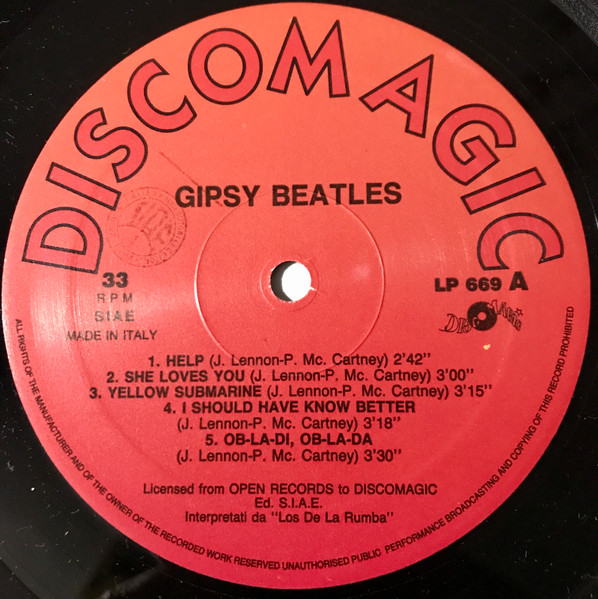 DISCOMAGIC
GIPSY BEATLES
33
RPM
SIAE
MADE IN ITALY
LP 669 A
DISCOMAGIC
1. HELP (J. Lennon-P. Mc. Cartney) 2'42"
2. SHE LOVES YOU (J. Lennon-P. Mc. Cartney) 3'00"
3. YELLOW SUBMARINE (J. Lennon-P. Mc. Cartney) 3'15"
4. I SHOULD HAVE KNOW BETTER
(J. Lennon-P. Mc. Cartney) 3'18"
5. OB-LA-DI, OB-LA-DA
(J. Lennon-P. Mc. Cartney) 3'30"
Licensed from OPEN RECORDS to DISCOMAGIC
Ed. S.I.A.E.
Interpretati da "Los De La Rumba"
ALL RIGHTS OF THE MANUFACTURER AND OF THE OWNER OF THE RECORDED WORK RESERVED UNAUTHORISED PUBLIC PERFORMANCE BROADCASTING AND COPYING OF THIS RECORD PROHIBITED